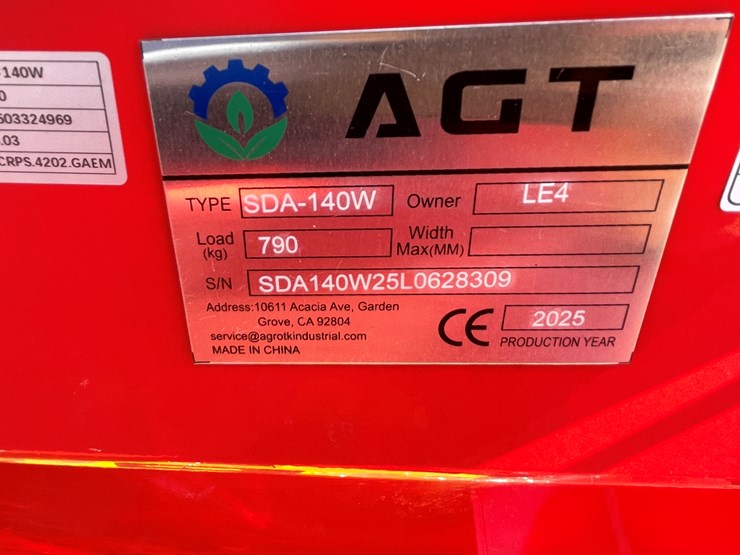 140W
0
503324969
.03
CRPS.4202.GAEM
AGT
TYPE SDA-140W Owner LE4
Load (kg) 790 Width Max(MM)
S/N SDA140W25L0628309
Address:10611 Acacia Ave, Garden
Grove, CA 92804
service@agrotkindustrial.com
MADE IN CHINA
CE 2025
PRODUCTION YEAR